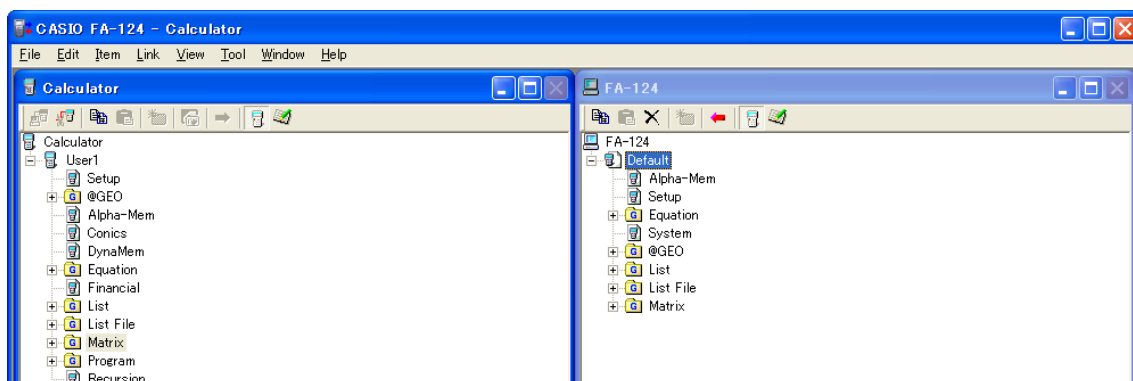 CASIO FA-124 - Calculator
File Edit Item Link View Tool Window Help
Calculator
Calculator
User1
Setup
@GEO
Alpha-Mem
Conics
DynaMem
Equation
Financial
List
List File
Matrix
Program
Recursion
FA-124
FA-124
Default
Alpha-Mem
Setup
Equation
System
@GEO
List
List File
Matrix